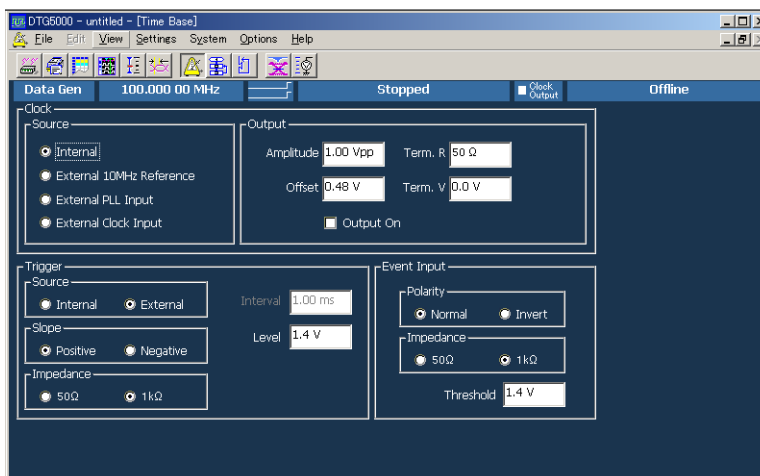 DTG5000 - untitled - [Time Base]
File Edit View Settings System Options Help
Data Gen 100.000 00 MHz Stopped Clock Output Offline
Clock
Source
Internal
External 10MHz Reference
External PLL Input
External Clock Input
Output
Amplitude 1.00 Vpp Term. R 50 Ω
Offset 0.48 V Term. V 0.0 V
Output On
Trigger
Source
Internal External
Interval 1.00 ms
Slope
Positive Negative
Level 1.4 V
Impedance
50Ω 1kΩ
Event Input
Polarity
Normal Invert
Impedance
50Ω 1kΩ
Threshold 1.4 V